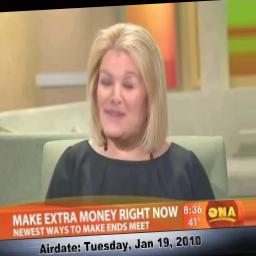 MAKE EXTRA MONEY RIGHT NOW
8:36
NEWEST WAYS TO MAKE ENDS MEET
41°
Airdate: Tuesday, Jan 19, 2010